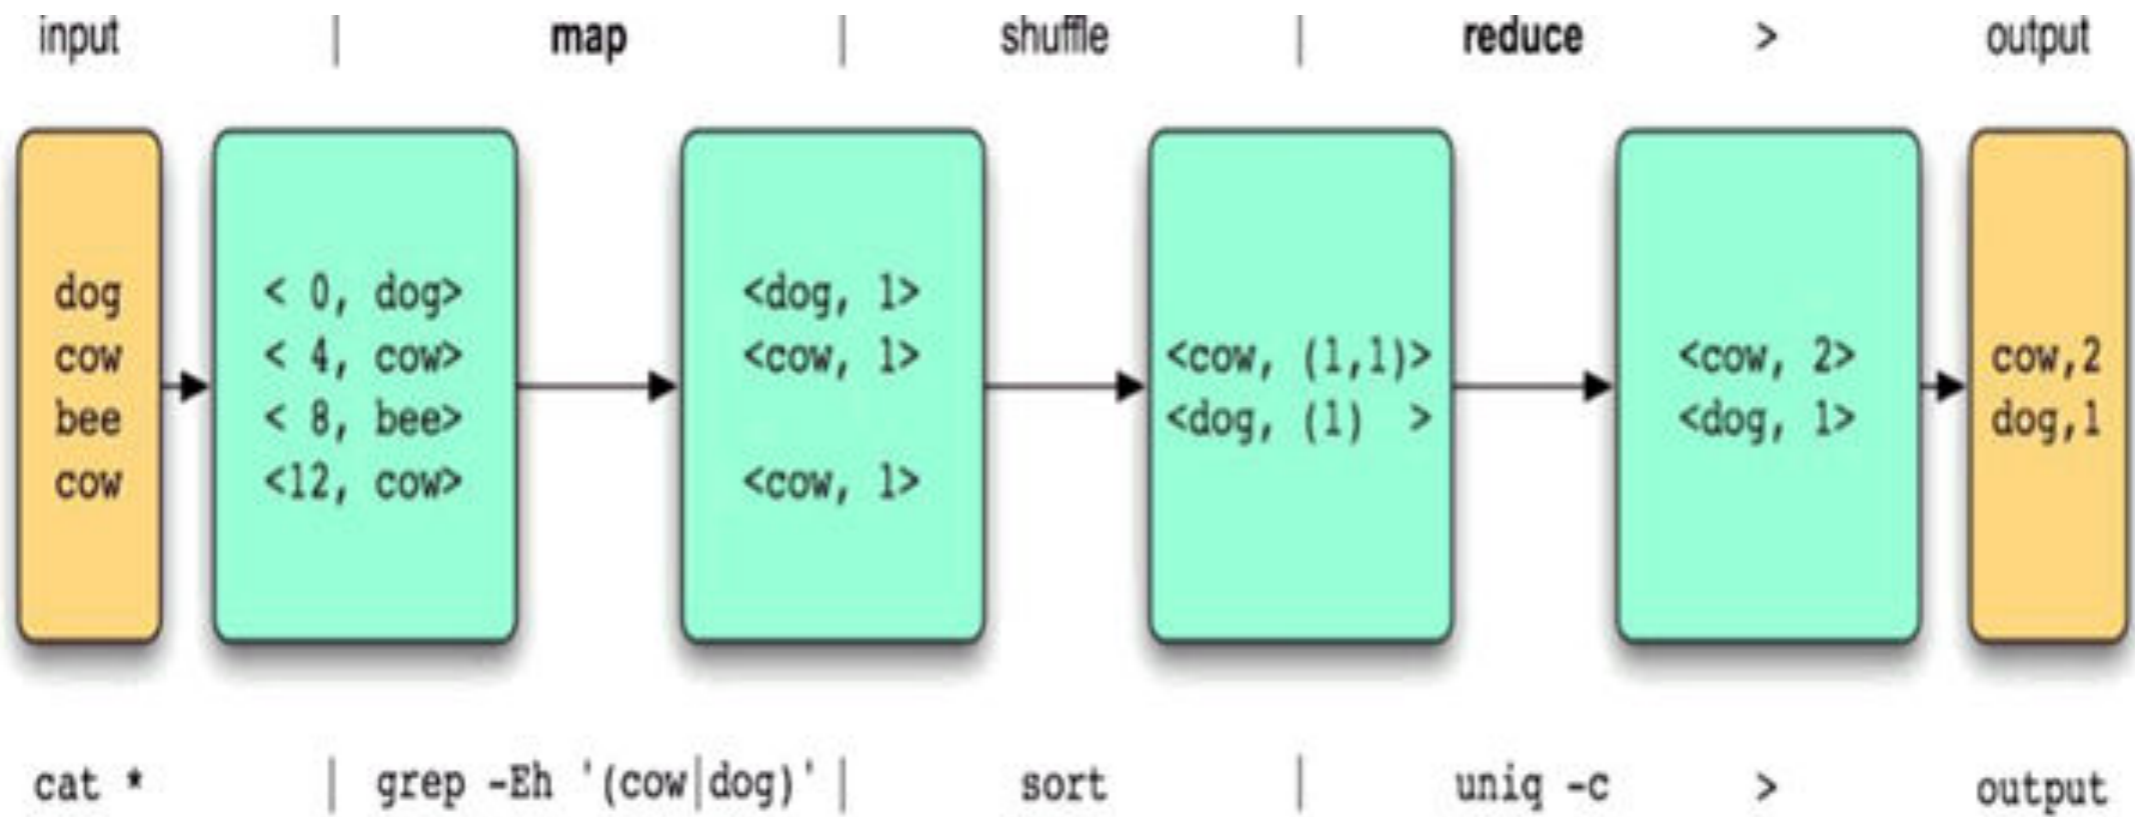 input | map | shuffle | reduce > output
dog
cow
bee
cow
< 0, dog>
< 4, cow>
< 8, bee>
<12, cow>
<dog, 1>
<cow, 1>
<cow, 1>
<cow, (1,1)>
<dog, (1) >
<cow, 2>
<dog, 1>
cow,2
dog,1
cat * | grep -Eh '(cow|dog)' | sort | uniq -c > output